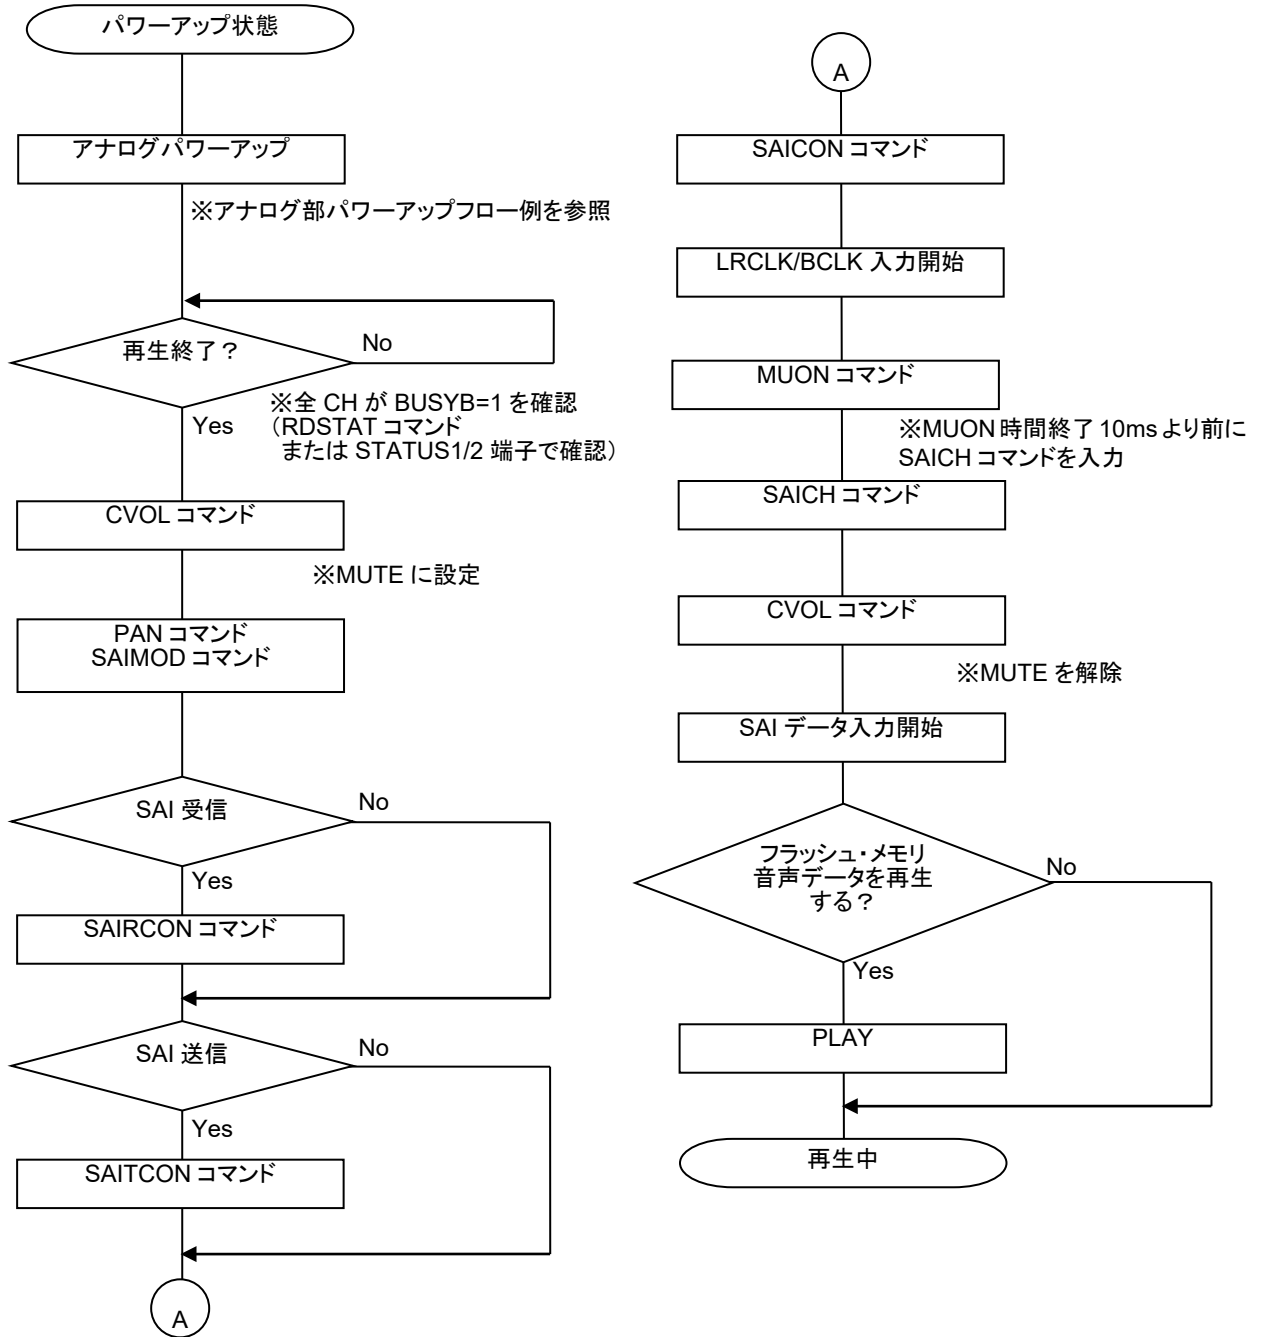 パワーアップ状態
アナログパワーアップ
※アナログ部パワーアップフロー例を参照
再生終了？
No
Yes
※全 CH が BUSYB=1 を確認
（RDSTAT コマンド
または STATUS1/2 端子で確認）
CVOL コマンド
※MUTE に設定
PAN コマンド
SAIMOD コマンド
SAI 受信
No
Yes
SAIRCON コマンド
SAI 送信
No
Yes
SAITCON コマンド
A
A
SAICON コマンド
LRCLK/BCLK 入力開始
MUON コマンド
※MUON 時間終了 10ms より前に
SAICH コマンドを入力
SAICH コマンド
CVOL コマンド
※MUTE を解除
SAI データ入力開始
フラッシュ・メモリ
音声データを再生
する？
No
Yes
PLAY
再生中